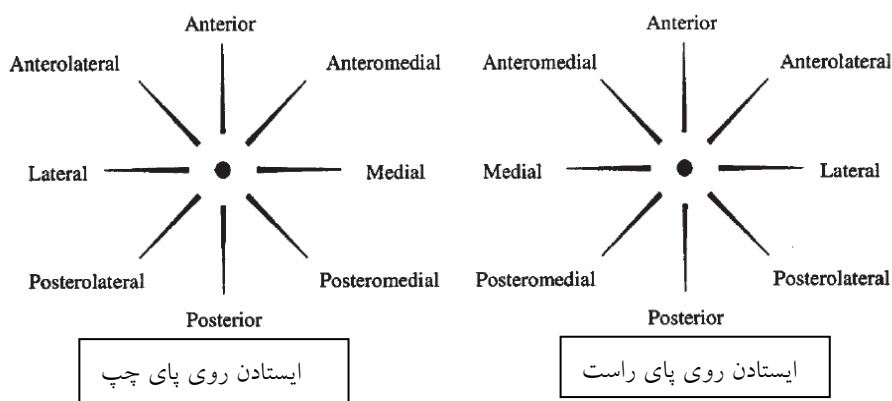 Anterior
Anterolateral
Anteromedial
Lateral
Medial
Posterolateral
Posteromedial
Posterior
ایستادن روی پای چپ
Anterior
Anteromedial
Anterolateral
Medial
Lateral
Posteromedial
Posterolateral
Posterior
ایستادن روی پای راست